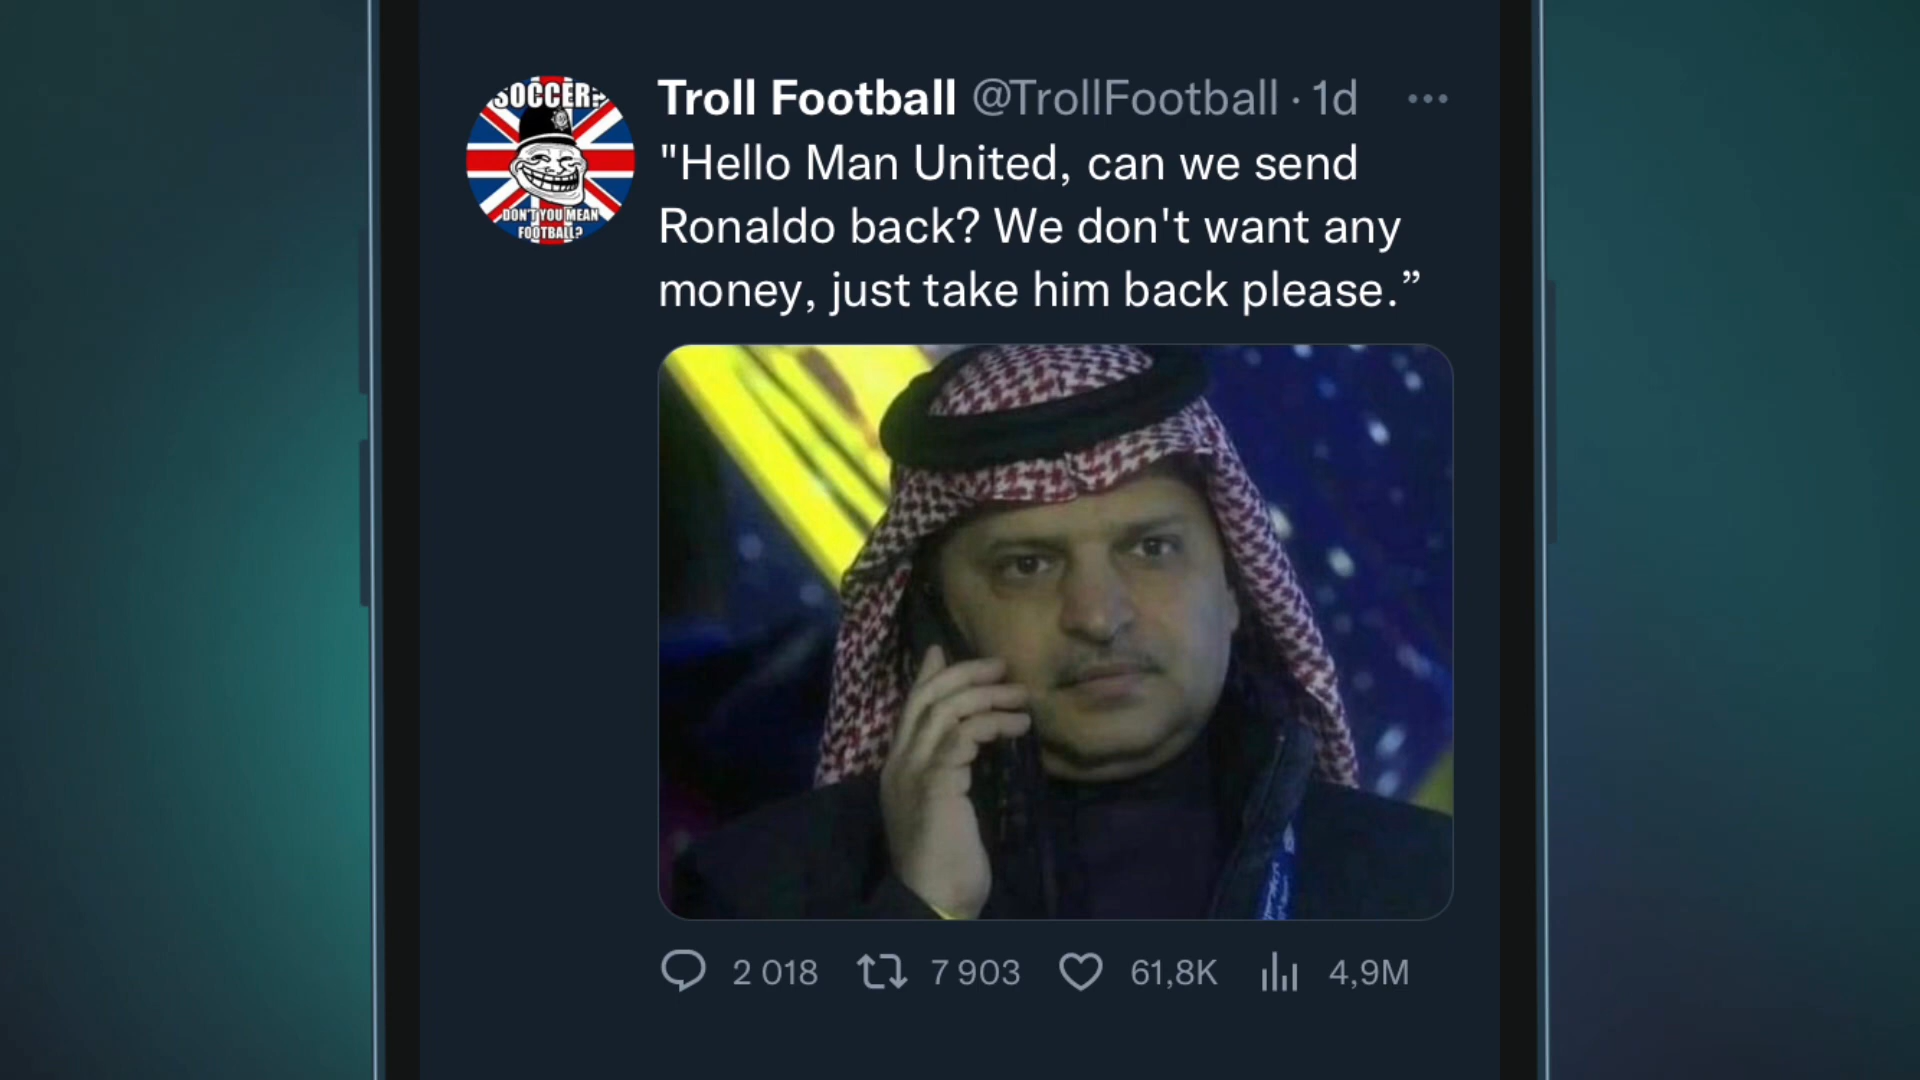 SOCCER?
DON'T YOU MEAN
FOOTBALL?
Troll Football @TrollFootball · 1d
"Hello Man United, can we send
Ronaldo back? We don't want any
money, just take him back please.”
2 018 7 903 61,8K 4,9M